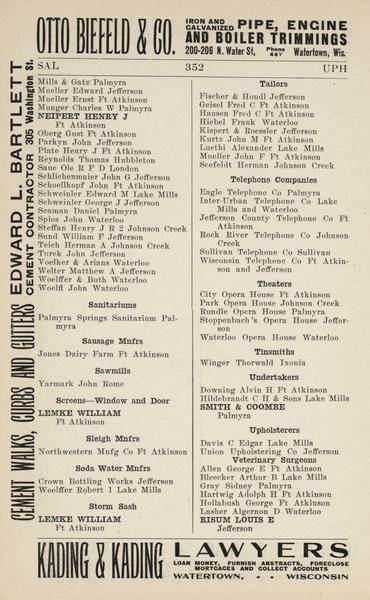 OTTO BIEFELD & CO.
IRON AND GALVANIZED PIPE, ENGINE
AND BOILER TRIMMINGS
200-206 N. Water St, Phone 44Y Watertown, Wis.
SAL 352 UPH
EDWARD L. BARTLETT
CEMENT CONTRACTOR 305 Washington St.
CEMENT WALKS, CURBS AND GUTTERS
Mills & Gatz Palmyra
Mueller Edward Jefferson
Mueller Ernst Ft Atkinson
Munger Charles W Palmyra
NEIPERT HENRY J
Ft Atkinson
Oberg Gust Ft Atkinson
Parkyn John Jefferson
Plate Henry J Ft Atkinson
Reynolds Thomas Hubbleton
Saue Ole R F D London
Schliehenmaier John G Jefferson
Schoellkopf John Ft Atkinson
Schweinler Edward M Lake Mills
Schweinler George J Jefferson
Seaman Daniel Palmyra
Spies John Waterloo
Steffan Henry J R 2 Johnson Creek
Sund William F Jefferson
Teich Herman A Johnson Creek
Turek John Jefferson
Voelker & Arians Waterloo
Welter Matthew A Jefferson
Woelffer & Buth Waterloo
Woelfl John Waterloo
Sanitariums
Palmyra Springs Sanitarium Palmyra
Sausage Mnfrs
Jones Dairy Farm Ft Atkinson
Sawmills
Yarmark John Rome
Screens—Window and Door
LEMKE WILLIAM
Ft Atkinson
Sleigh Mnfrs
Northwestern Mnfg Co Ft Atkinson
Soda Water Mnfrs
Crown Bottling Works Jefferson
Woelffer Robert 1 Lake Mills
Storm Sash
LEMKE WILLIAM
Ft Atkinson
Tailors
Fischer & Hondl Jefferson
Geisel Fred C Ft Atkinson
Hausen Fred C Ft Atkinson
Hiebel Frank Waterloo
Kispert & Roessler Jefferson
Kurtz John M Ft Atkinson
Luethi Alexander Lake Mills
Mueller John F Ft Atkinson
Seefeldt Herman Johnson Creek
Telephone Companies
Eagle Telephone Co Palmyra
Inter-Urban Telephone Co Lake
Mills and Waterloo
Jefferson County Telephone Co Ft
Atkinson
Rock River Telephone Co Johnson
Creek
Sullivan Telephone Co Sullivan
Wisconsin Telephone Co Ft Atkinson
and Jefferson
Theaters
City Opera House Ft Atkinson
Park Opera House Johnson Creek
Rundle Opera House Palmyra
Stoppenbach's Opera House Jefferson
Waterloo Opera House Waterloo
Tinsmiths
Winger Thorwald Ixonia
Undertakers
Downing Alvin H Ft Atkinson
Hildebrandt C H & Sons Lake Mills
SMITH & COOMBE
Palmyra
Upholsterers
Davis C Edgar Lake Mills
Union Upholstering Co Jefferson
Veterinary Surgeons
Allen George E Ft Atkinson
Bleecker Arthur B Lake Mills
Gray Sidney Palmyra
Hartwig Adolph H Ft Atkinson
Hollabush George Ft Atkinson
Lasher Algernon D Waterloo
RISUM LOUIS E
Jefferson
KADING & KADING LAWYERS
LOAN MONEY, FURNISH ABSTRACTS, FORECLOSE
MORTGAGES AND COLLECT ACCOUNTS
WATERTOWN, - - WISCONSIN